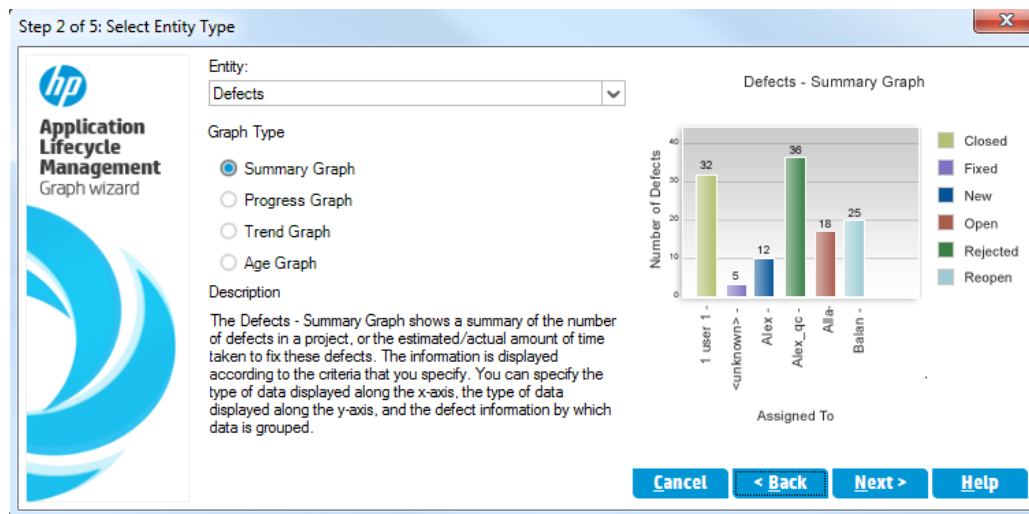 Step 2 of 5: Select Entity Type
x
hp
Application
Lifecycle
Management
Graph wizard
Entity:
Defects
Graph Type
Summary Graph
Progress Graph
Trend Graph
Age Graph
Description
The Defects - Summary Graph shows a summary of the number
of defects in a project, or the estimated/actual amount of time
taken to fix these defects. The information is displayed
according to the criteria that you specify. You can specify the
type of data displayed along the x-axis, the type of data
displayed along the y-axis, and the defect information by which
data is grouped.
Defects - Summary Graph
Number of Defects
40
30
20
10
0
32
5
12
36
18
25
1 user 1 -
<unknown> -
Alex -
Alex_qc -
Alla-
Balan -
Assigned To
Closed
Fixed
New
Open
Rejected
Reopen
Cancel
< Back
Next >
Help